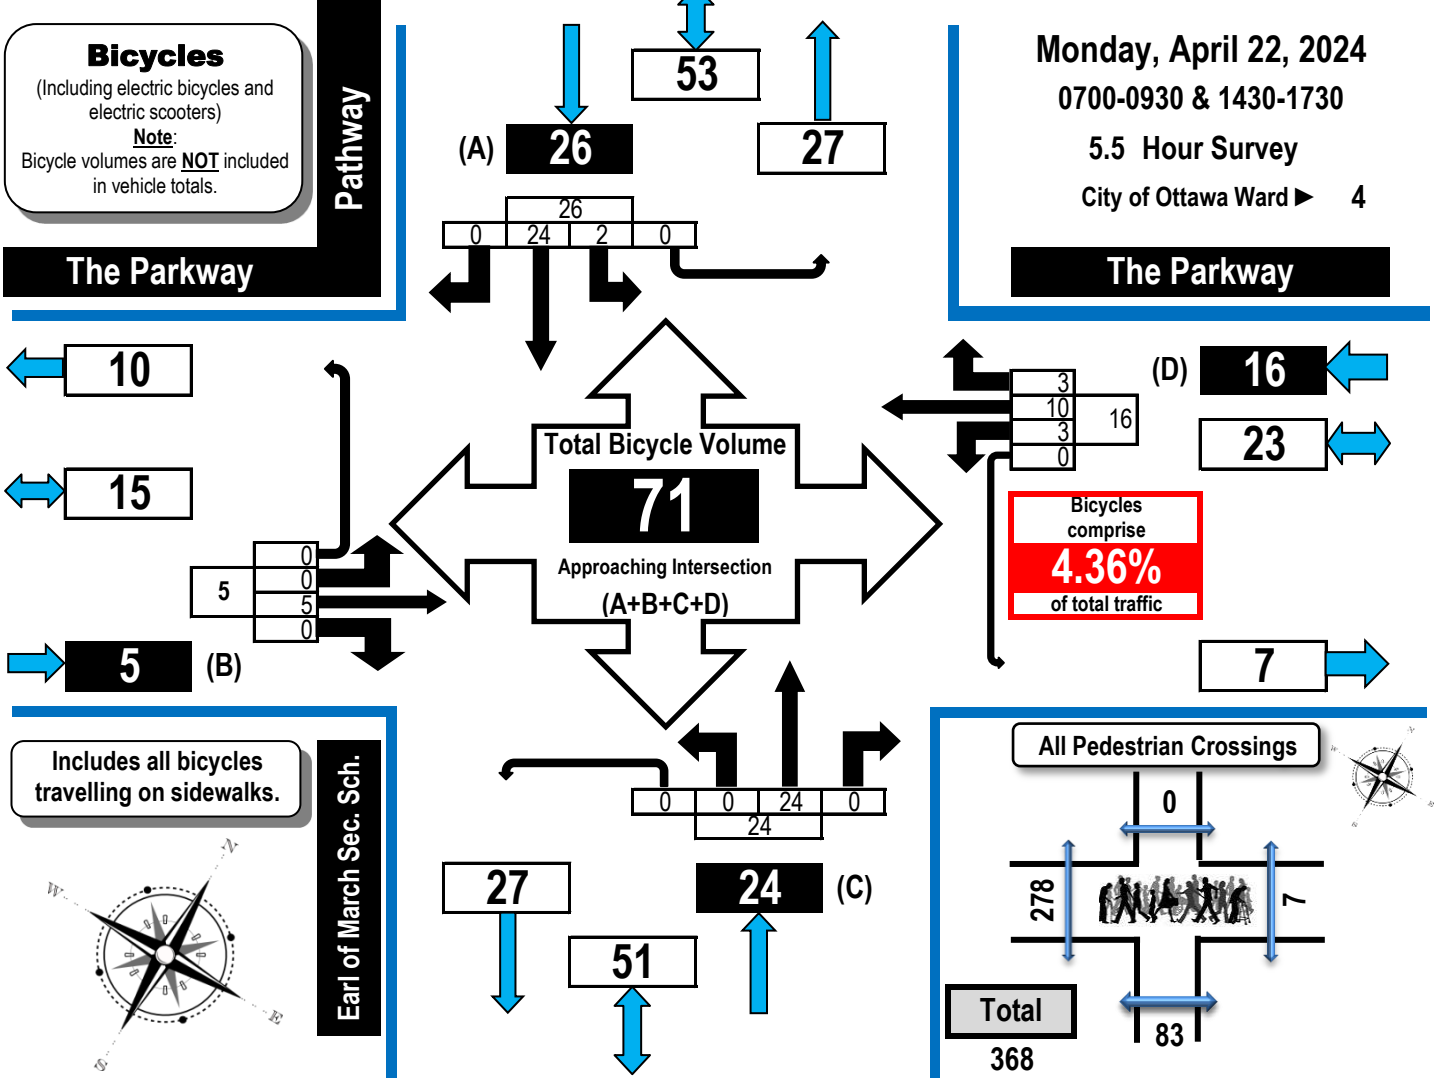 Bicycles
(Including electric bicycles and
electric scooters)
Note:
Bicycle volumes are NOT included
in vehicle totals.
Pathway
The Parkway
53
(A)
26
27
26
0 24 2 0
Monday, April 22, 2024
0700-0930 & 1430-1730
5.5 Hour Survey
City of Ottawa Ward ► 4
The Parkway
10
15
0
0
5
0
5
5
(B)
Total Bicycle Volume
71
Approaching Intersection
(A+B+C+D)
(D)
16
23
3
10
3
0
16
Bicycles
comprise
4.36%
of total traffic
7
Includes all bicycles
travelling on sidewalks.
Earl of March Sec. Sch.
N
W
E
S
0 0 24 0
24
27
24
(C)
51
All Pedestrian Crossings
N
W
E
S
0
278
7
83
Total
368